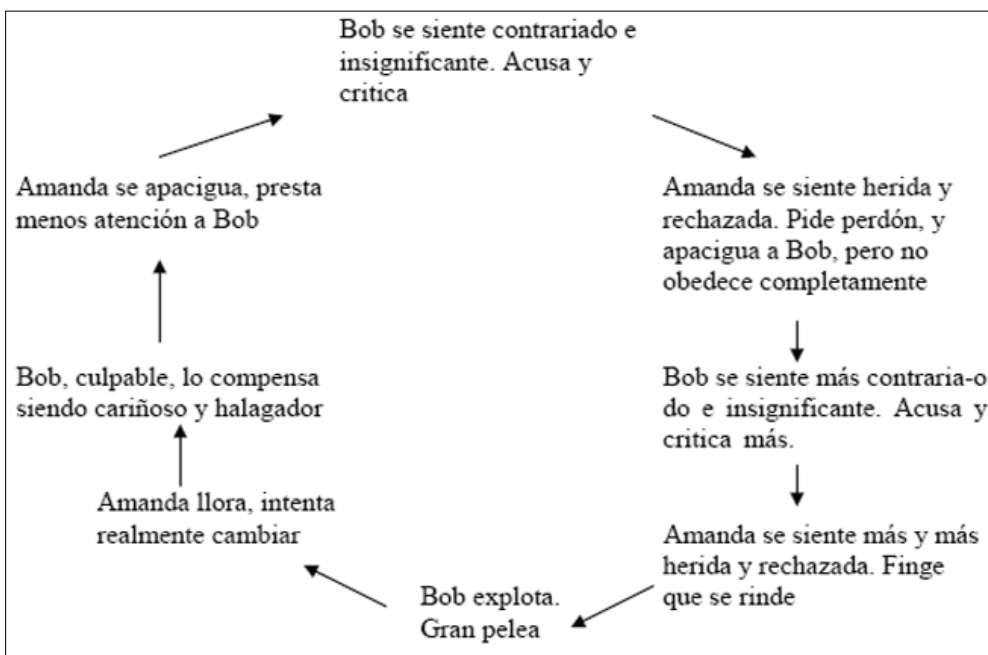 Bob se siente contrariado e
insignificante. Acusa y
critica
Amanda se siente herida y
rechazada. Pide perdón, y
apacigua a Bob, pero no
obedece completamente
Bob se siente más contraria-o
do e insignificante. Acusa y
critica más.
Amanda se siente más y más
herida y rechazada. Finge
que se rinde
Bob explota.
Gran pelea
Amanda llora, intenta
realmente cambiar
Bob, culpable, lo compensa
siendo cariñoso y halagador
Amanda se apacigua, presta
menos atención a Bob